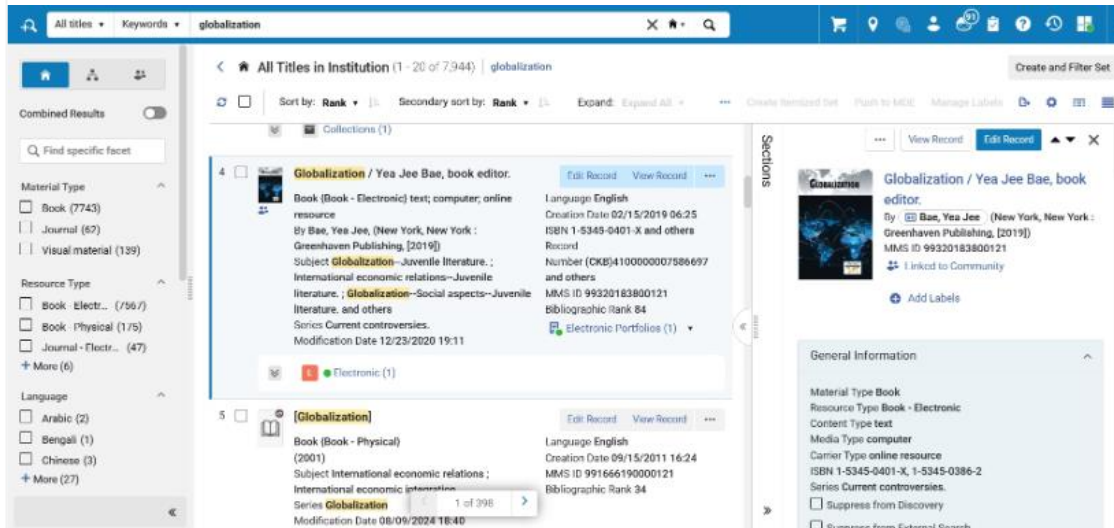 All titles Keywords globalization
91
Combined Results
Find specific facet
Material Type
Book (7743)
Journal (62)
Visual material (139)
Resource Type
Book - Electr... (7567)
Book - Physical (175)
Journal - Electr... (47)
+ More (6)
Language
Arabic (2)
Bengali (1)
Chinese (3)
+ More (27)
All Titles in Institution (1 - 20 of 7,944) globalization
Create and Filter Set
Sort by: Rank Secondary sort by: Rank Expand: Expand All Create Itemized Set Push to MDE Manage Labels
Collections (1)
4 Globalization / Yea Jee Bae, book editor.
Edit Record View Record
Book (Book - Electronic) text; computer; online
resource
By Bae, Yea Jee, (New York, New York :
Greenhaven Publishing, [2019])
Subject Globalization--Juvenile literature. ;
International economic relations--Juvenile
literature. ; Globalization--Social aspects--Juvenile
literature. and others
Series Current controversies.
Modification Date 12/23/2020 19:11
Language English
Creation Date 02/15/2019 06:25
ISBN 1-5345-0401-X and others
Record
Number (CKB)4100000007586697
and others
MMS ID 99320183800121
Bibliographic Rank 84
Electronic Portfolios (1)
Electronic (1)
5 [Globalization]
Edit Record View Record
Book (Book - Physical)
(2001)
Subject International economic relations ;
International economic integration
Series Globalization
Modification Date 08/09/2024 18:40
Language English
Creation Date 09/15/2011 16:24
MMS ID 991666190000121
Bibliographic Rank 34
1 of 398
Sections
View Record Edit Record
GLOBALIZATION
Globalization / Yea Jee Bae, book
editor.
By Bae, Yea Jee (New York, New York :
Greenhaven Publishing, [2019])
MMS ID 99320183800121
Linked to Community
Add Labels
General Information
Material Type Book
Resource Type Book - Electronic
Content Type text
Media Type computer
Carrier Type online resource
ISBN 1-5345-0401-X, 1-5345-0386-2
Series Current controversies.
Suppress from Discovery
Suppress from External Search